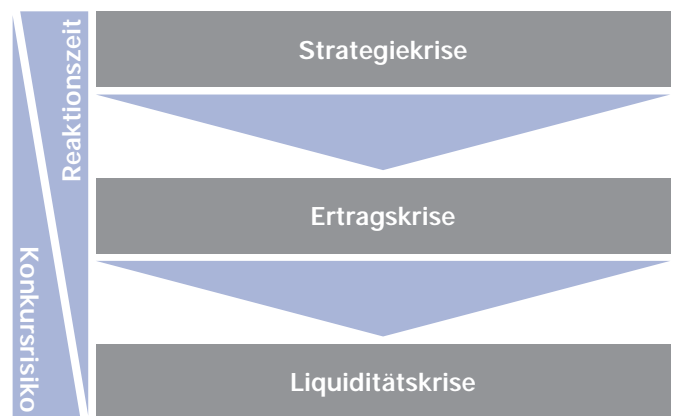 Reaktionszeit
Konkursrisiko
Strategiekrise
Ertragskrise
Liquiditätskrise